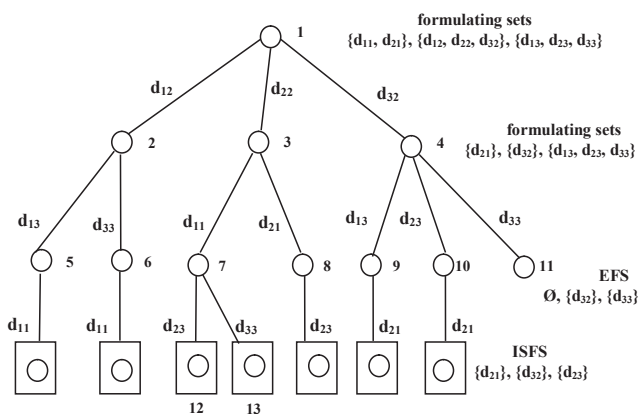 formulating sets
1
{d₁₁, d₂₁}, {d₁₂, d₂₂, d₃₂}, {d₁₃, d₂₃, d₃₃}
d₁₂
d₂₂
d₃₂
formulating sets
2
3
4
{d₂₁}, {d₃₂}, {d₁₃, d₂₃, d₃₃}
d₁₃
d₃₃
d₁₁
d₂₁
d₁₃
d₂₃
d₃₃
5
6
7
8
9
10
11
EFS
Ø, {d₃₂}, {d₃₃}
d₁₁
d₁₁
d₂₃
d₃₃
d₂₃
d₂₁
d₂₁
ISFS
{d₂₁}, {d₃₂}, {d₂₃}
12
13